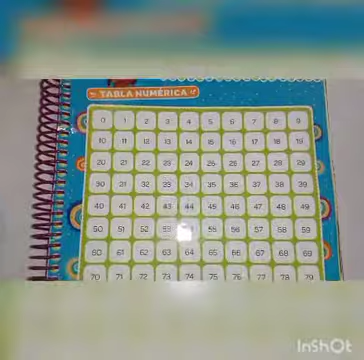 TABLA NUMÉRICA
0 1 2 3 4 5 6 7 8 9
10 11 12 13 14 15 16 17 18 19
20 21 22 23 24 25 26 27 28 29
30 31 32 33 34 35 36 37 38 39
40 41 42 43 44 45 46 47 48 49
50 51 52 53 55 56 57 58 59
60 61 62 63 64 65 66 67 68 69
70 71 72 73 74 75 76 77 78 79
InShOt